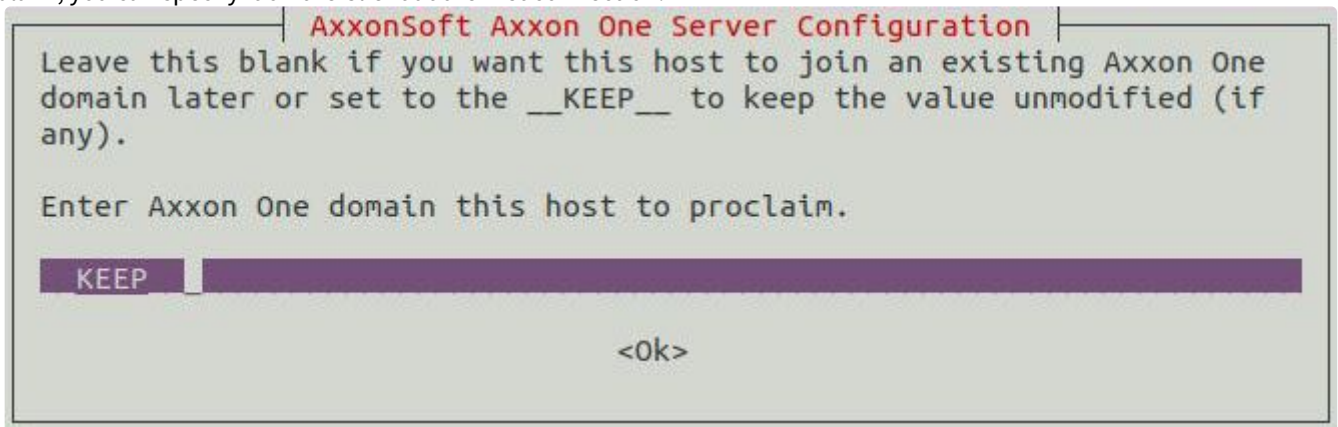 AxxonSoft Axxon One Server Configuration
Leave this blank if you want this host to join an existing Axxon One
domain later or set to the __KEEP__ to keep the value unmodified (if
any).
Enter Axxon One domain this host to proclaim.
__KEEP__
<Ok>